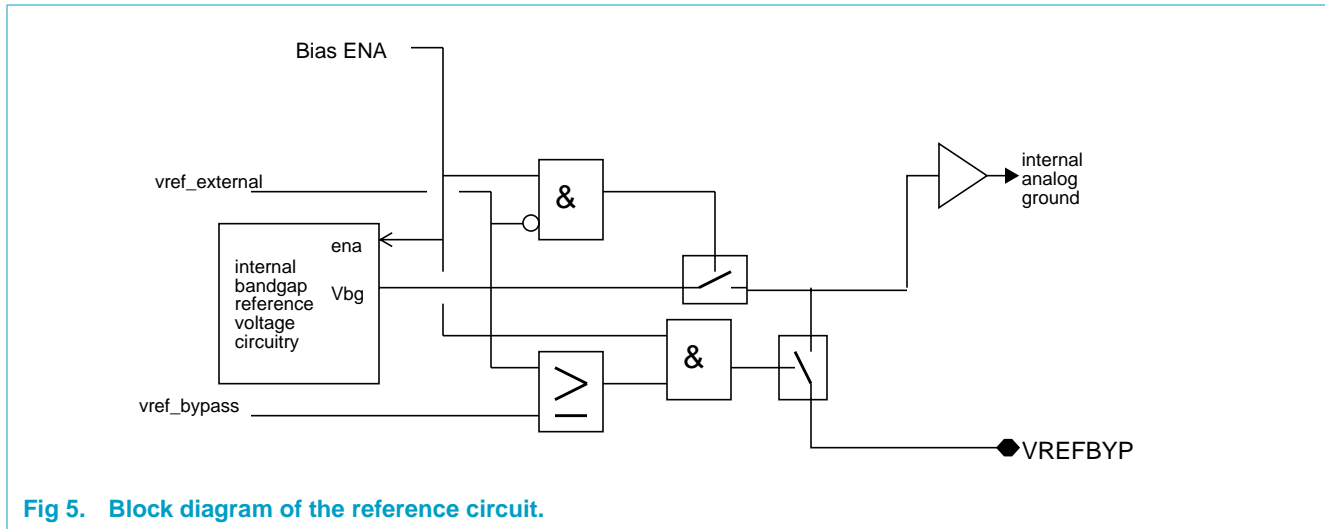 Bias ENA
vref_external
&
internal
analog
ground
ena
internal
bandgap
reference
voltage
circuitry
Vbg
&
≥
vref_bypass
VREFBYP
Fig 5. Block diagram of the reference circuit.